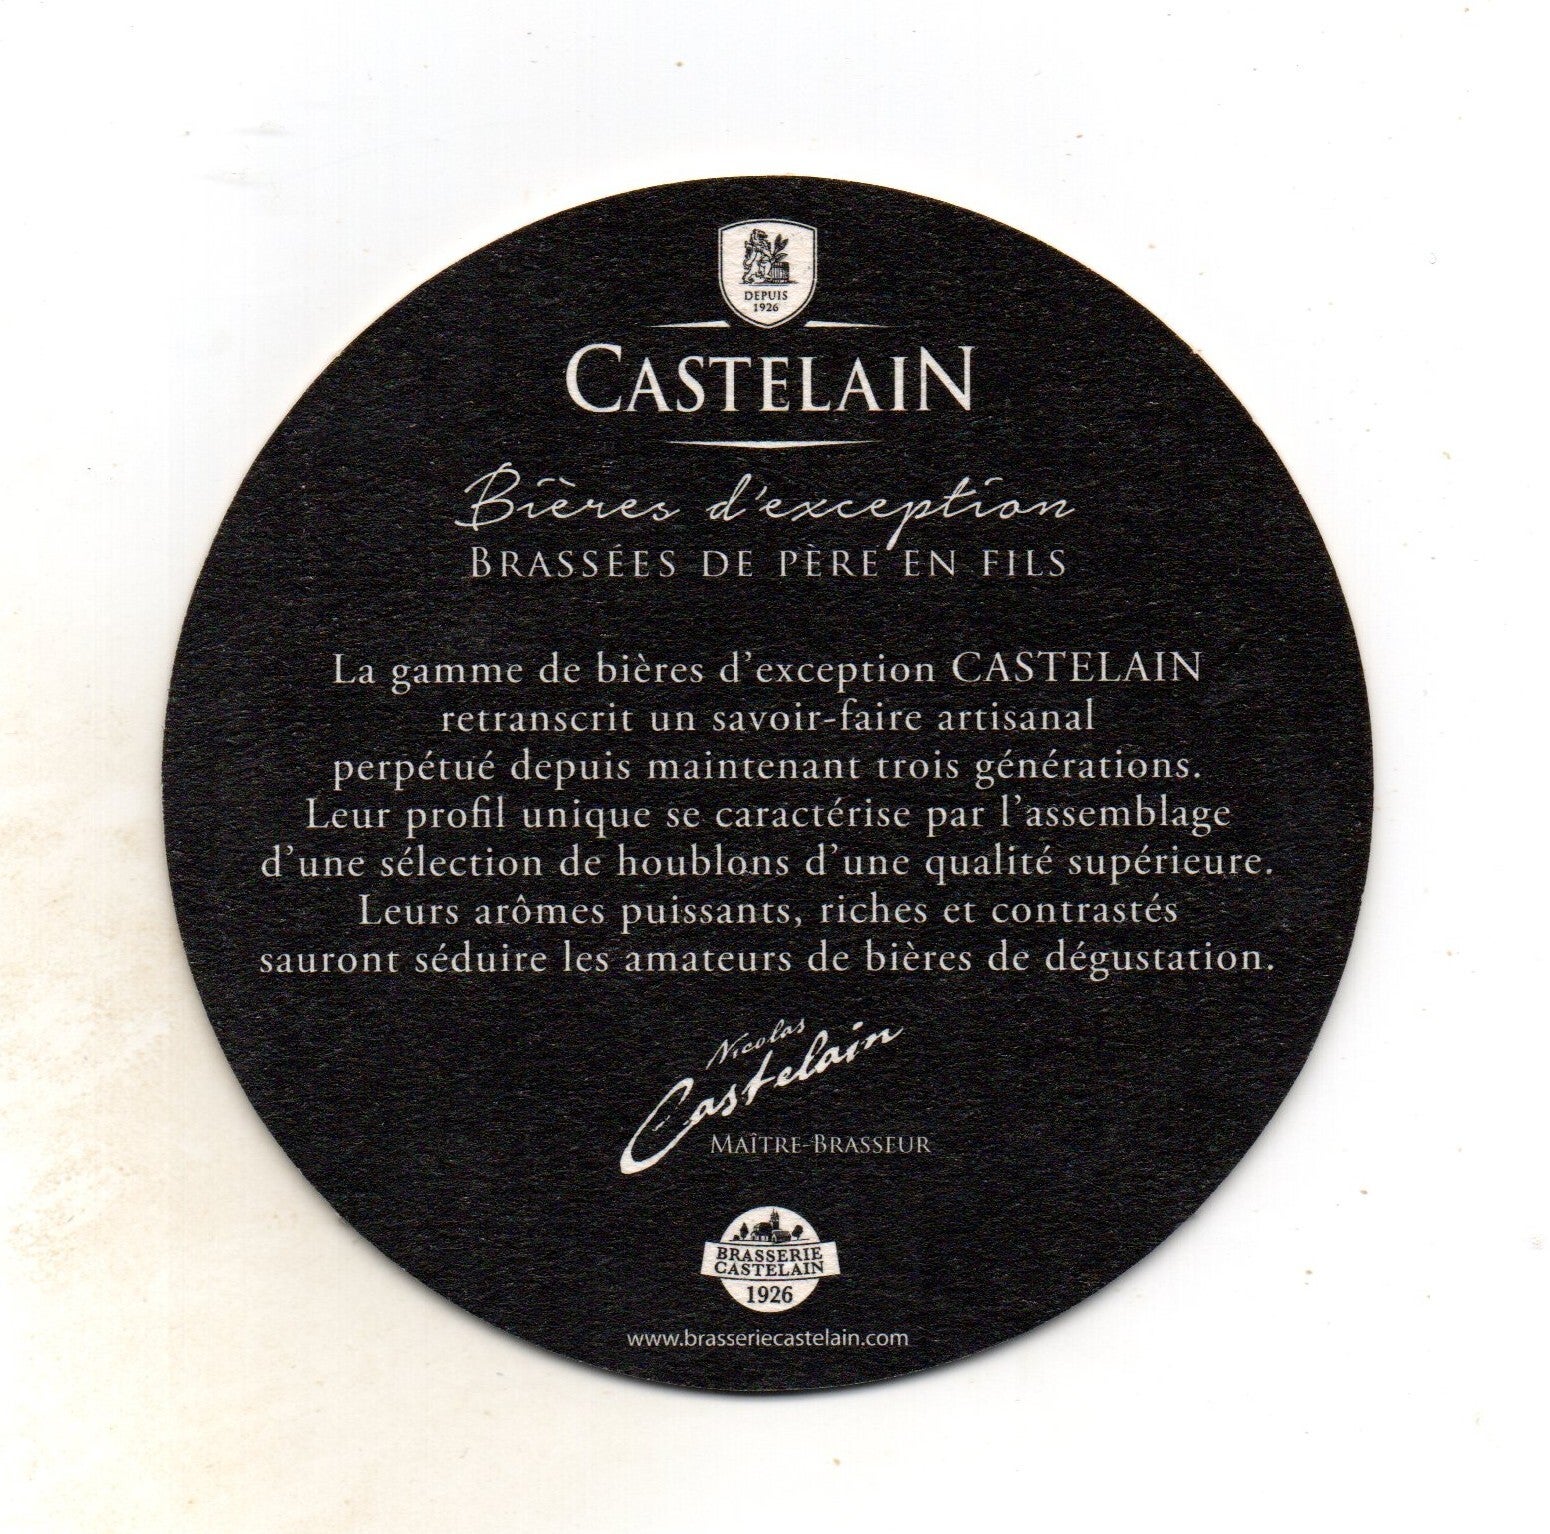 DEPUIS
1926
CASTELAIN
Bières d'exception
BRASSÉES DE PÈRE EN FILS
La gamme de bières d'exception CASTELAIN
retranscrit un savoir-faire artisanal
perpétué depuis maintenant trois générations.
Leur profil unique se caractérise par l'assemblage
d'une sélection de houblons d'une qualité supérieure.
Leurs arômes puissants, riches et contrastés
sauront séduire les amateurs de bières de dégustation.
Nicolas
Castelain
MAÎTRE-BRASSEUR
BRASSERIE
CASTELAIN
1926
www.brasseriecastelain.com